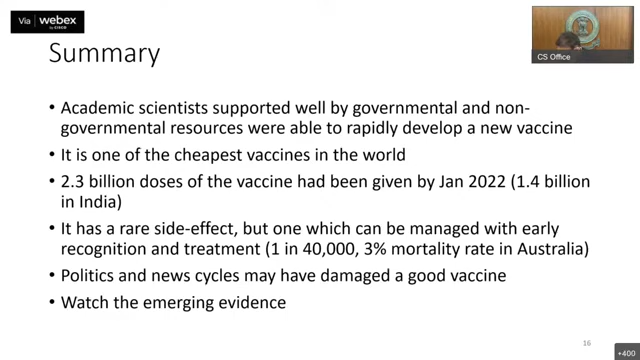 Via webex
by CISCO
CS Office
Summary
• Academic scientists supported well by governmental and non-
governmental resources were able to rapidly develop a new vaccine
• It is one of the cheapest vaccines in the world
• 2.3 billion doses of the vaccine had been given by Jan 2022 (1.4 billion
in India)
• It has a rare side-effect, but one which can be managed with early
recognition and treatment (1 in 40,000, 3% mortality rate in Australia)
• Politics and news cycles may have damaged a good vaccine
• Watch the emerging evidence
16
+400